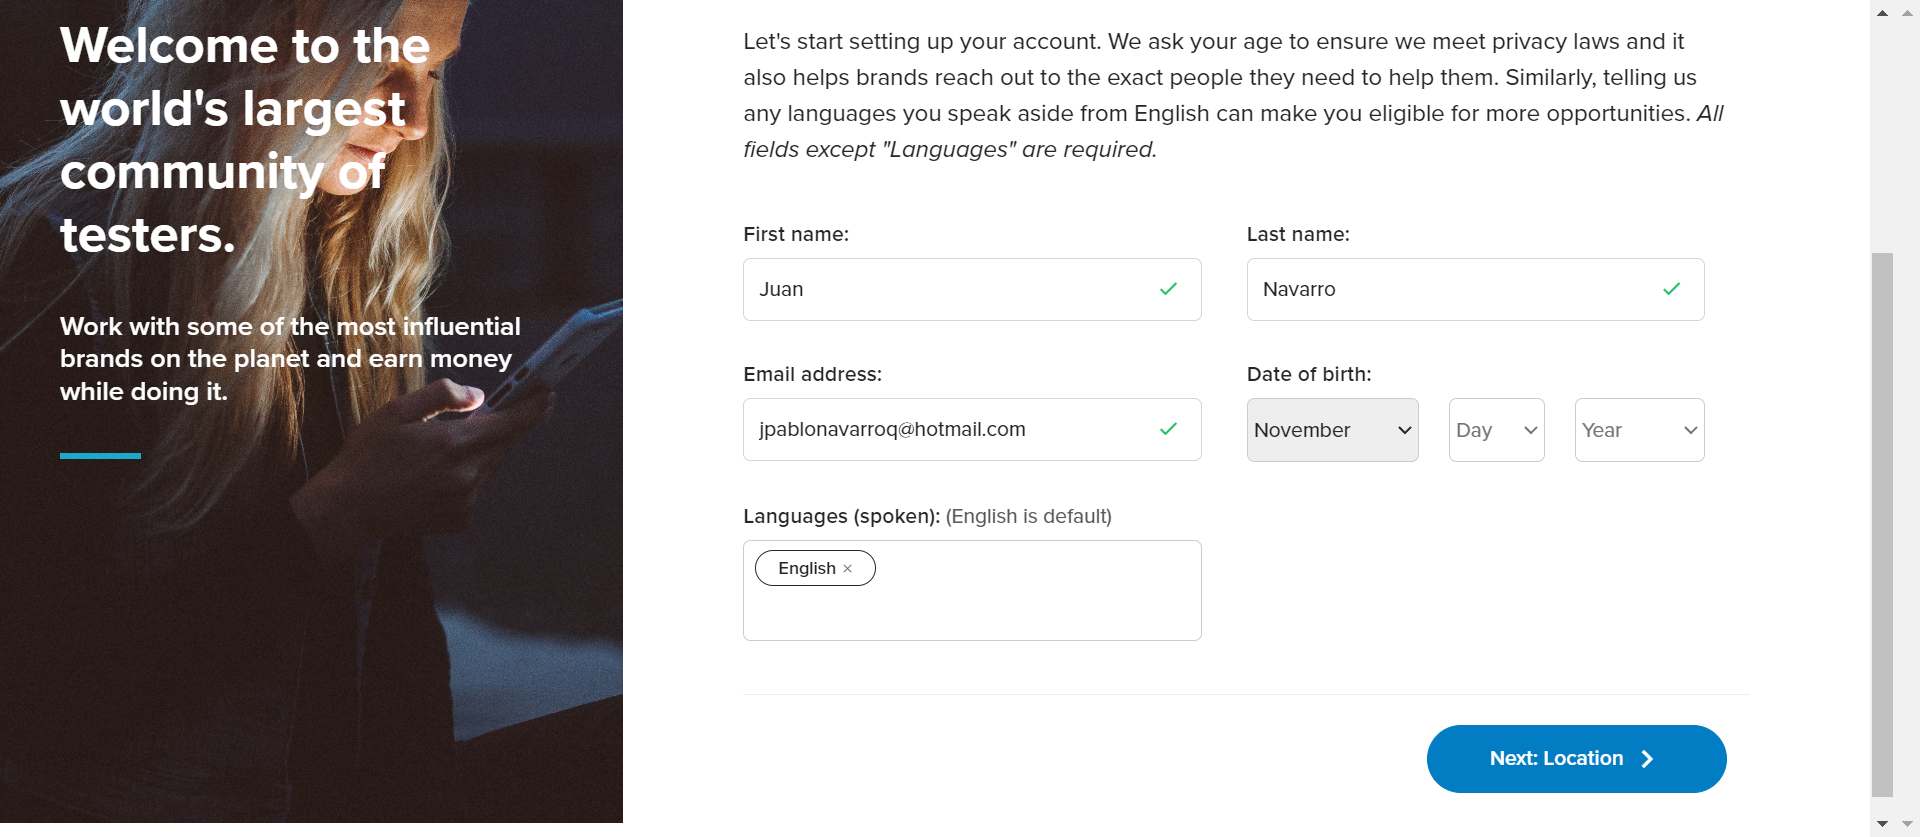 Welcome to the
world's largest
community of
testers.
Work with some of the most influential
brands on the planet and earn money
while doing it.
Let's start setting up your account. We ask your age to ensure we meet privacy laws and it
also helps brands reach out to the exact people they need to help them. Similarly, telling us
any languages you speak aside from English can make you eligible for more opportunities. All
fields except "Languages" are required.
First name:
Last name:
Juan
Navarro
Email address:
Date of birth:
jpablonavarroq@hotmail.com
November
Day
Year
Languages (spoken): (English is default)
English ×
Next: Location